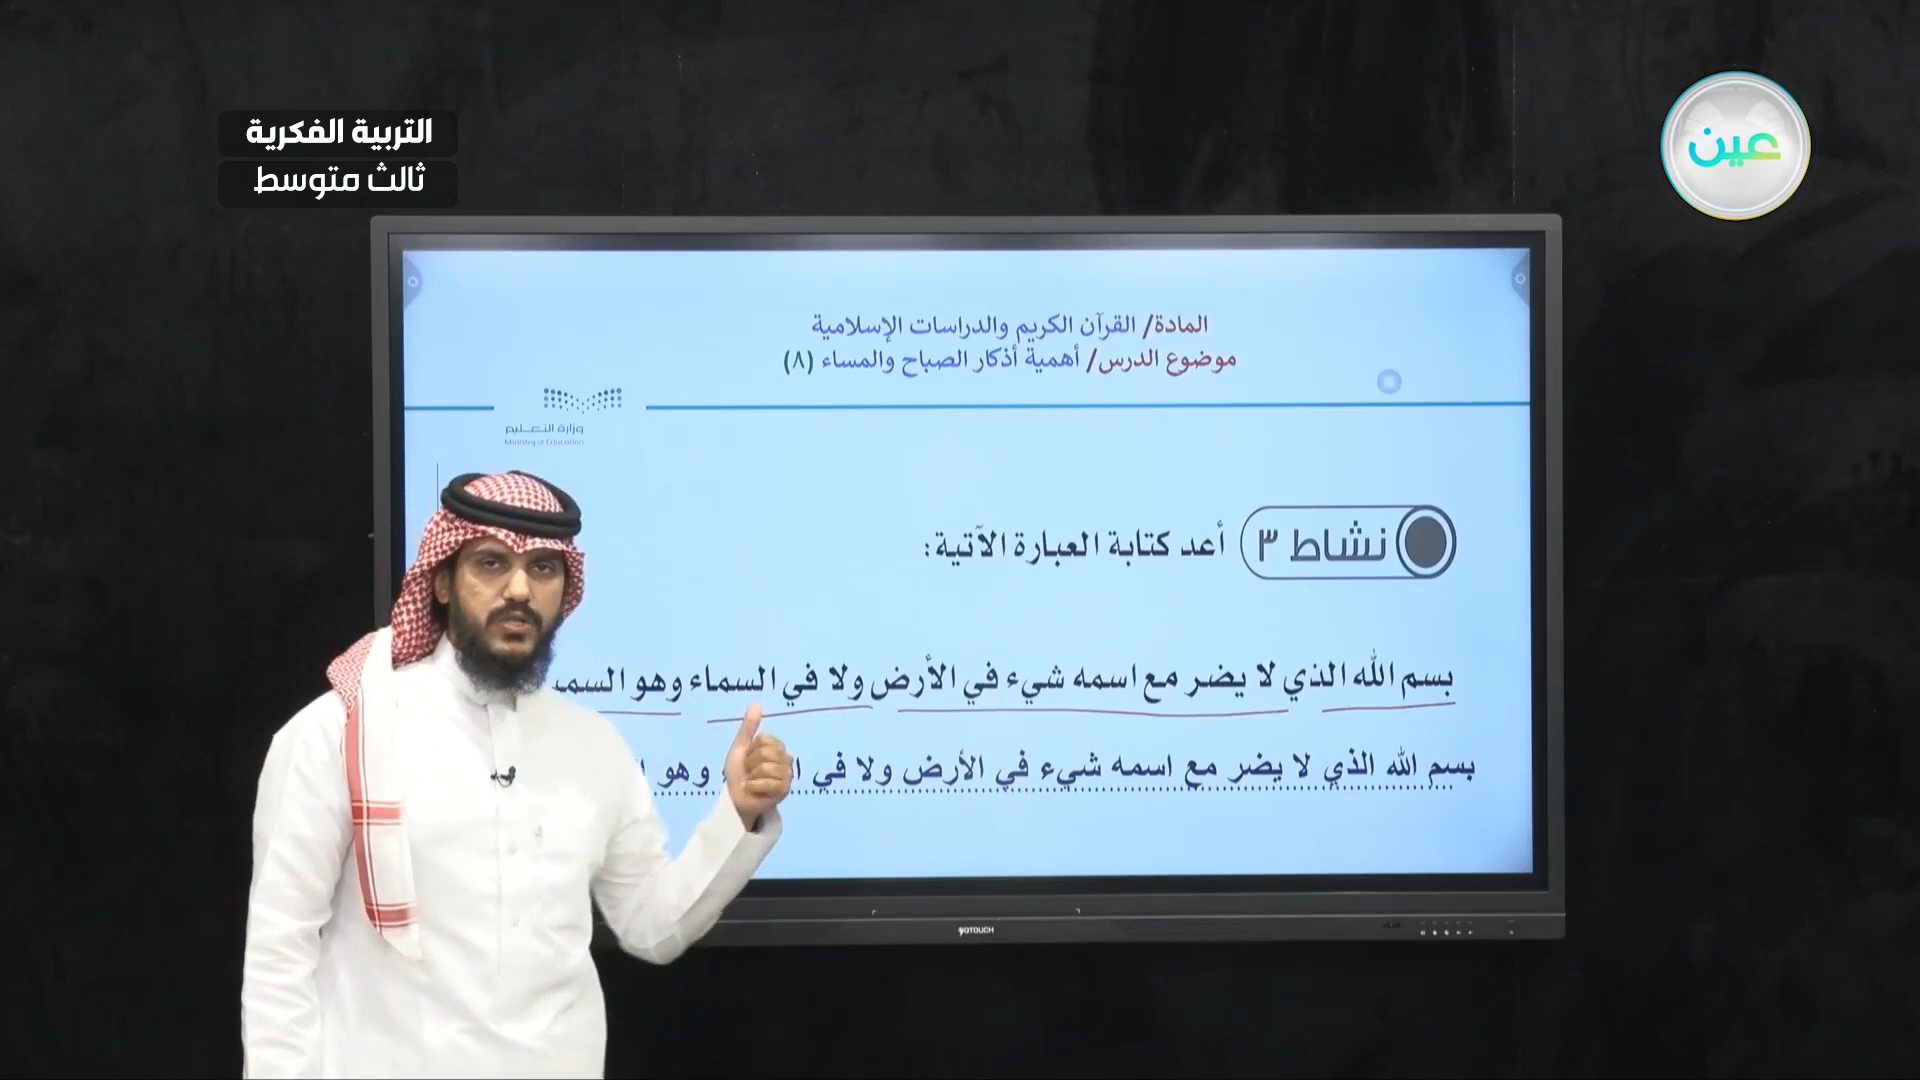 التربية الفكرية
ثالث متوسط
عين
المادة/ القرآن الكريم والدراسات الإسلامية
موضوع الدرس/ أهمية أذكار الصباح والمساء (٨)
وزارة التعليم
Ministry of Education
نشاط ٣ أعد كتابة العبارة الآتية:
بسم الله الذي لا يضر مع اسمه شيء في الأرض ولا في السماء وهو
بسم الله الذي لا يضر مع اسمه شيء في الأرض ولا في وهو